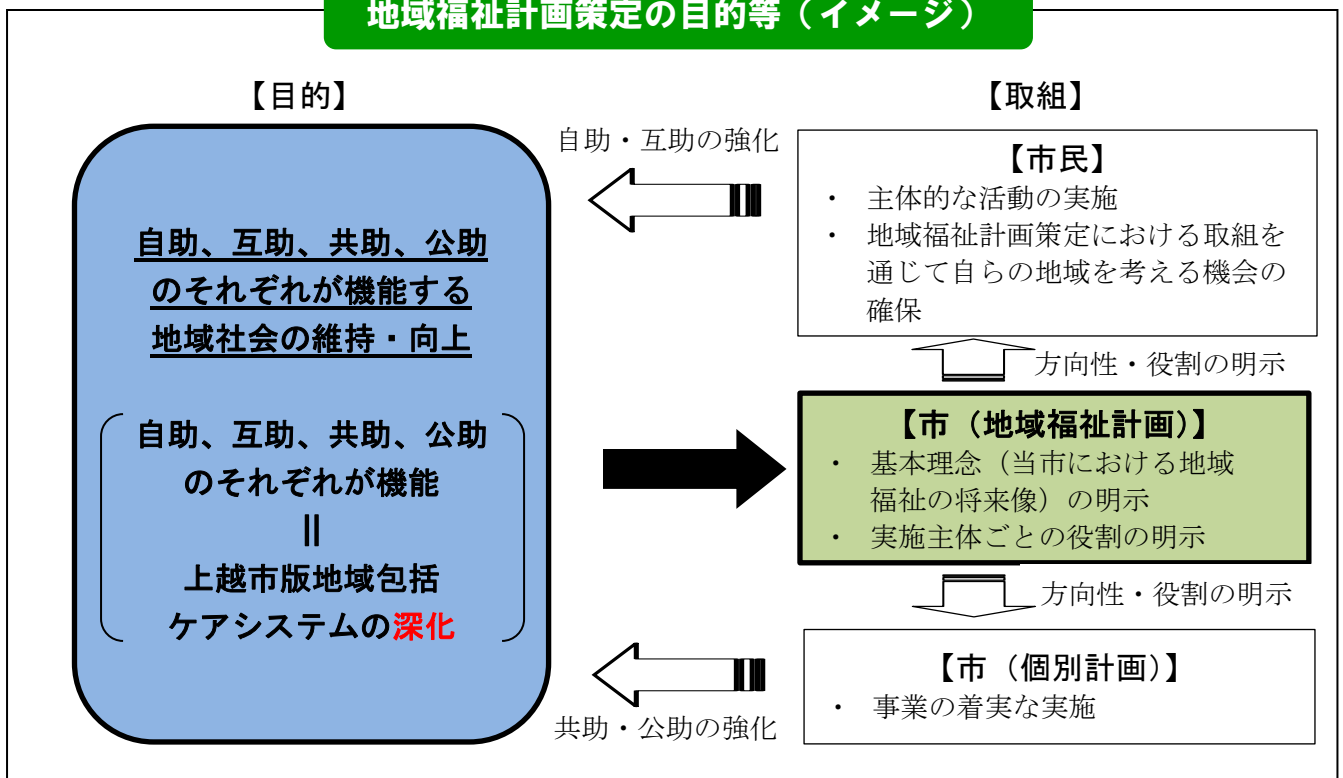 地域福祉計画策定の目的等（イメージ）
【目的】
自助、互助、共助、公助
のそれぞれが機能する
地域社会の維持・向上
自助、互助、共助、公助
のそれぞれが機能
||
上越市版地域包括
ケアシステムの深化
自助・互助の強化
共助・公助の強化
【取組】
【市民】
・ 主体的な活動の実施
・ 地域福祉計画策定における取組を
通じて自らの地域を考える機会の
確保
方向性・役割の明示
【市（地域福祉計画）】
・ 基本理念（当市における地域
福祉の将来像）の明示
・ 実施主体ごとの役割の明示
方向性・役割の明示
【市（個別計画）】
・ 事業の着実な実施